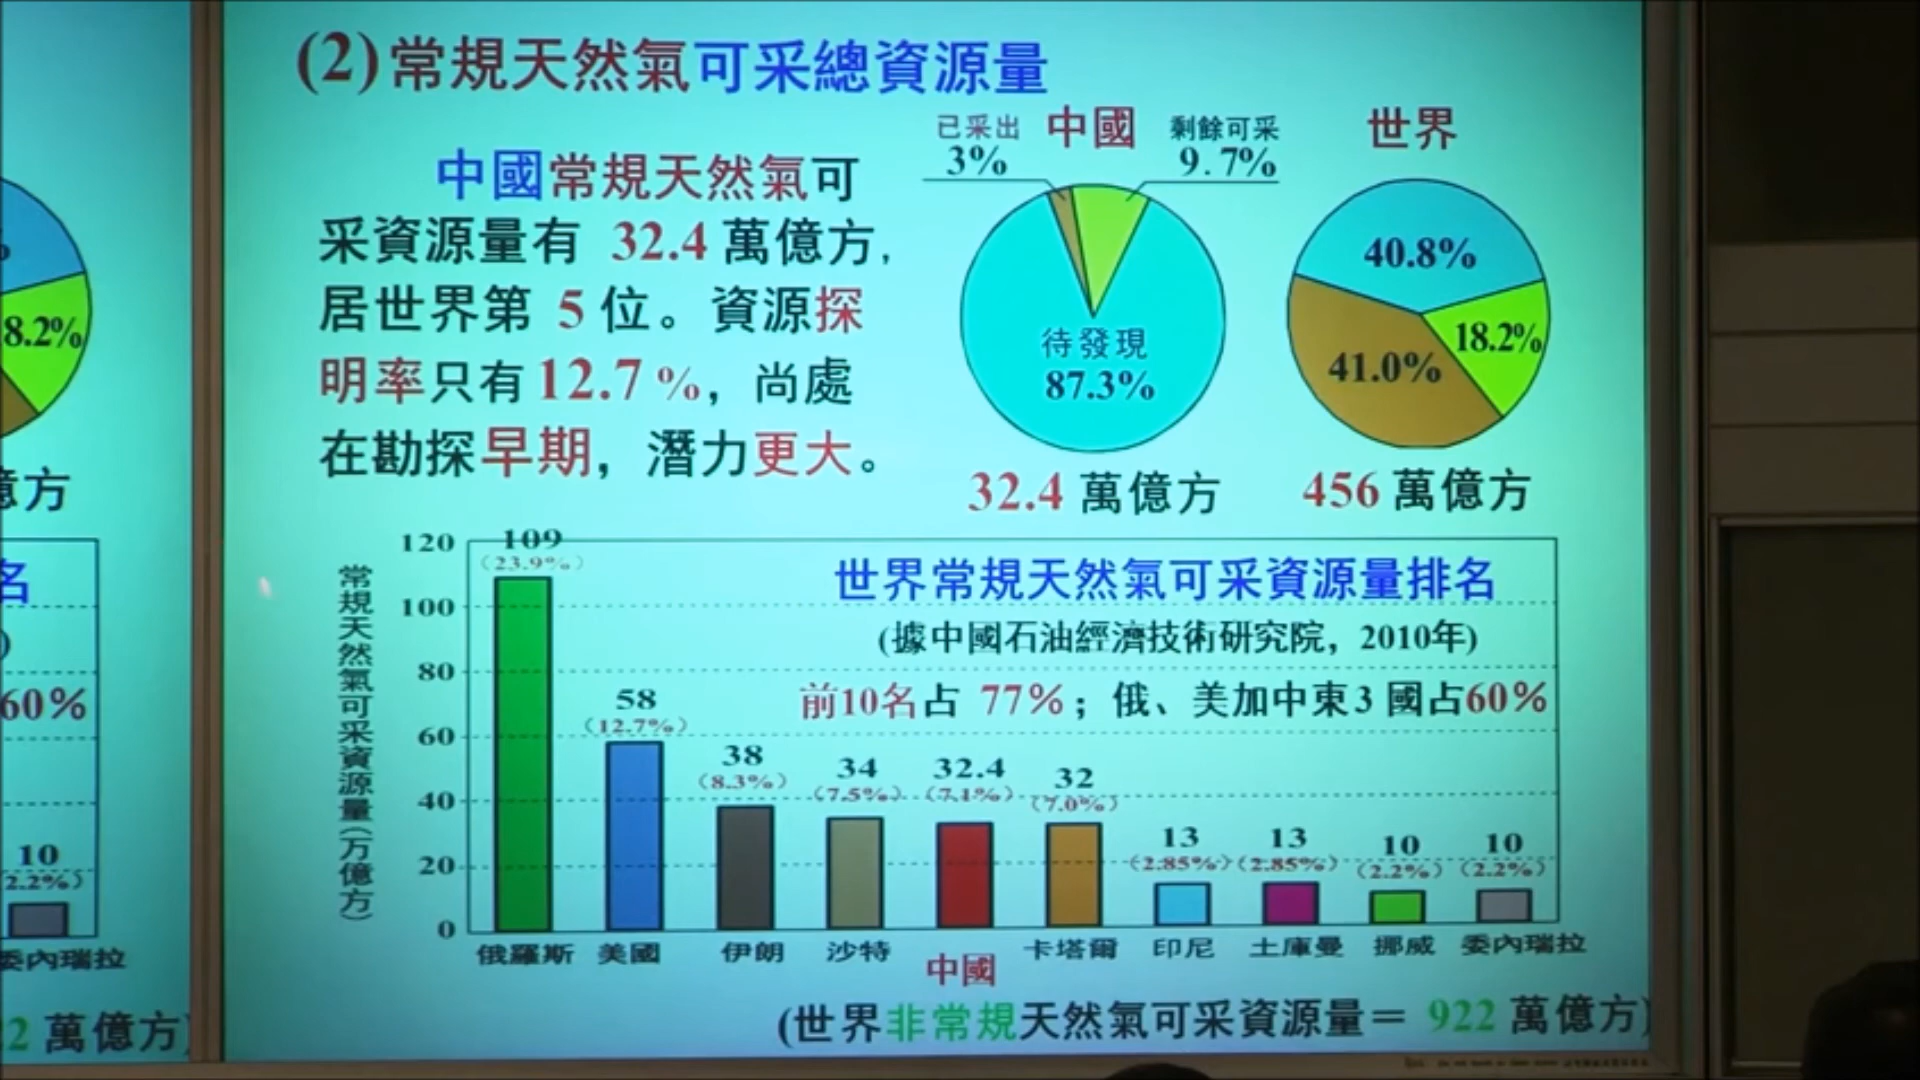 (2)常規天然氣可采總資源量
中國常規天然氣可
采資源量有 32.4 萬億方,
居世界第 5 位。資源探
明率只有12.7%，尚處
在勘探早期，潛力更大。
已采出
3%
中國
剩餘可采
9.7%
待發現
87.3%
32.4 萬億方
世界
40.8%
18.2%
41.0%
456 萬億方
世界常規天然氣可采資源量排名
(據中國石油經濟技術研究院，2010年)
前10名占 77%；俄、美加中東3 國占60%
常規天然氣可采資源量(万億方)
120
100
80
60
40
20
0
109
(23.9%)
58
(12.7%)
38
(8.3%)
34
(7.5%)
32.4
(7.1%)
32
(7.0%)
13
(2.85%)
13
(2.85%)
10
(2.2%)
10
(2.2%)
俄羅斯 美國 伊朗 沙特 中國 卡塔爾 印尼 土庫曼 挪威 委內瑞拉
(世界非常規天然氣可采資源量＝ 922 萬億方)
8.2%
億方
名
)
60%
10
2.2%)
委內瑞拉
2 萬億方)